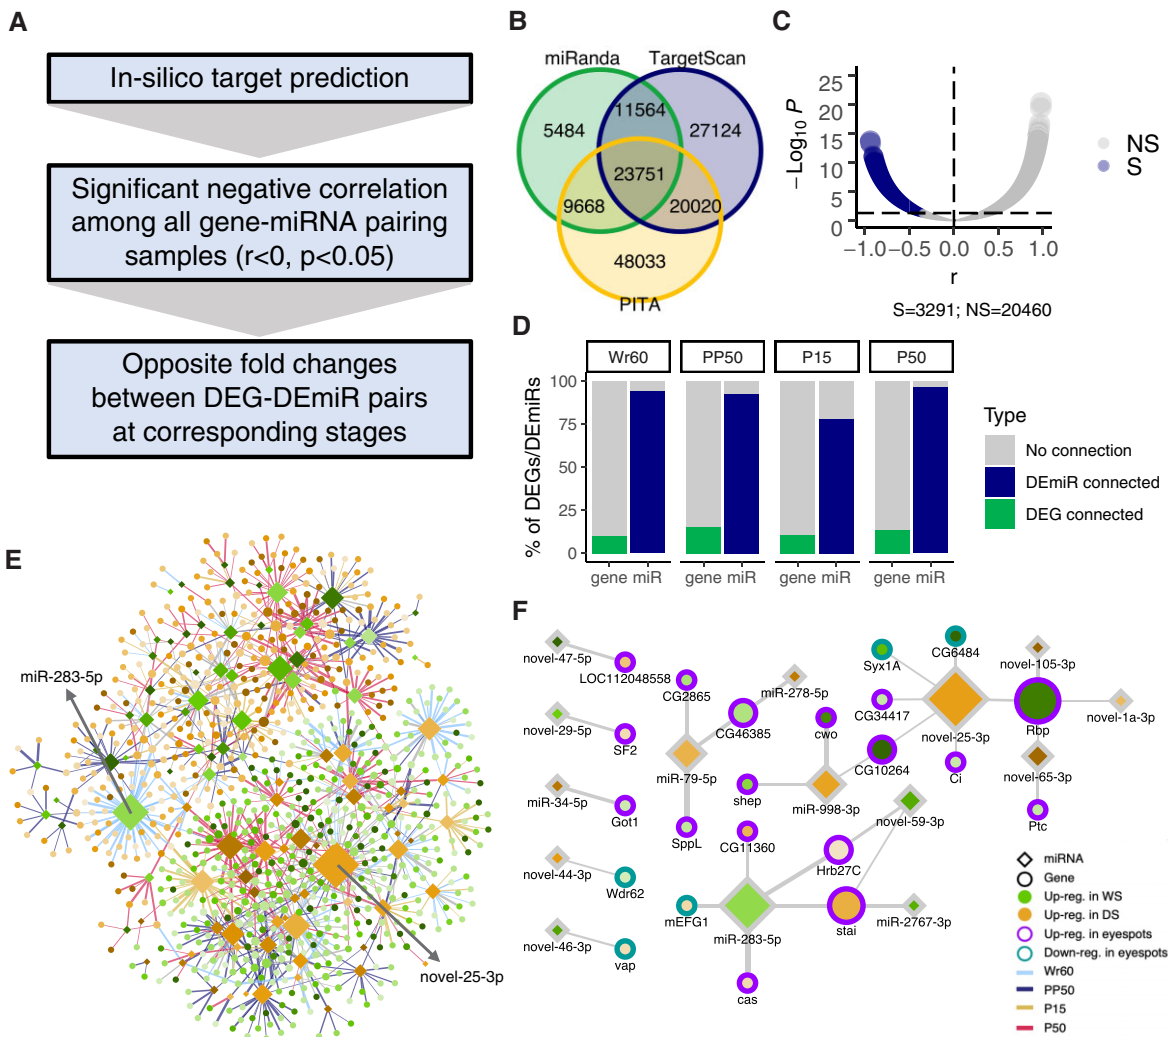 A
In-silico target prediction
Significant negative correlation
among all gene-miRNA pairing
samples (r<0, p<0.05)
Opposite fold changes
between DEG-DEmiR pairs
at corresponding stages
B
miRanda
TargetScan
11564
5484
27124
23751
9668
20020
48033
PITA
C
− Log10 P
25
20
15
10
5
0
−1.0
−0.5
0.0
0.5
1.0
r
NS
S
S=3291; NS=20460
D
Wr60
PP50
P15
P50
% of DEGs/DEmiRs
100
75
50
25
0
gene miR
gene miR
gene miR
gene miR
Type
No connection
DEmiR connected
DEG connected
E
miR-283-5p
novel-25-3p
F
novel-47-5p
LOC112048558
novel-29-5p
SF2
miR-34-5p
Got1
novel-44-3p
Wdr62
novel-46-3p
vap
CG2865
miR-278-5p
CG46385
miR-79-5p
SppL
cwo
shep
miR-998-3p
CG10264
Syx1A
CG6484
CG34417
novel-25-3p
Ci
novel-105-3p
Rbp
novel-1a-3p
novel-65-3p
Ptc
novel-59-3p
CG11360
Hrb27C
mEFG1
miR-283-5p
stai
miR-2767-3p
cas
miRNA
Gene
Up-reg. in WS
Up-reg. in DS
Up-reg. in eyespots
Down-reg. in eyespots
Wr60
PP50
P15
P50